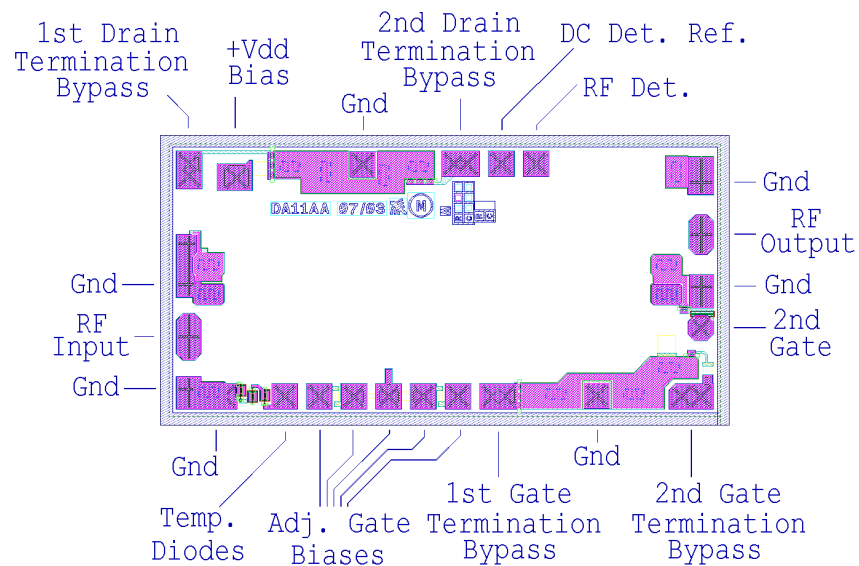 1st Drain
Termination
Bypass
+Vdd
Bias
Gnd
2nd Drain
Termination
Bypass
DC Det. Ref.
RF Det.
DA11AA 07/03
M
Gnd
RF
Output
Gnd
2nd
Gate
Gnd
RF
Input
Gnd
Gnd
Temp.
Diodes
Adj. Gate
Biases
1st Gate
Termination
Bypass
Gnd
2nd Gate
Termination
Bypass